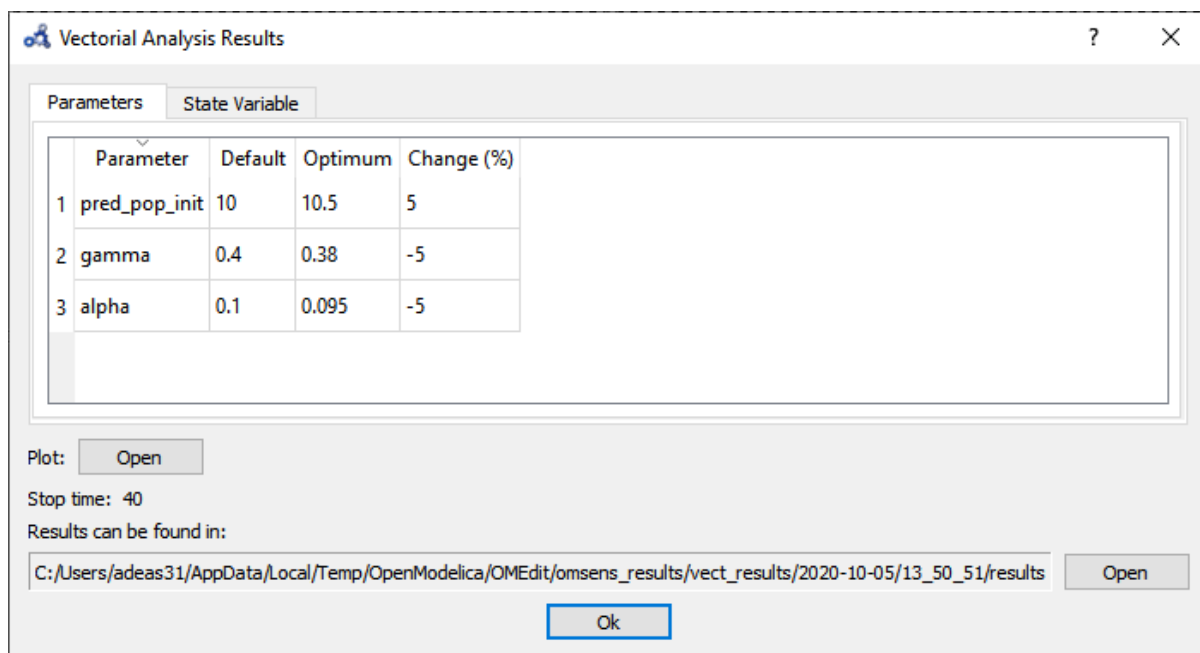 Vectorial Analysis Results ?
Parameters State Variable
Parameter Default Optimum Change (%)
1 pred_pop_init 10 10.5 5
2 gamma 0.4 0.38 -5
3 alpha 0.1 0.095 -5
Plot: Open
Stop time: 40
Results can be found in:
C:/Users/adeas31/AppData/Local/Temp/OpenModelica/OMEdit/omsens_results/vect_results/2020-10-05/13_50_51/results Open
Ok